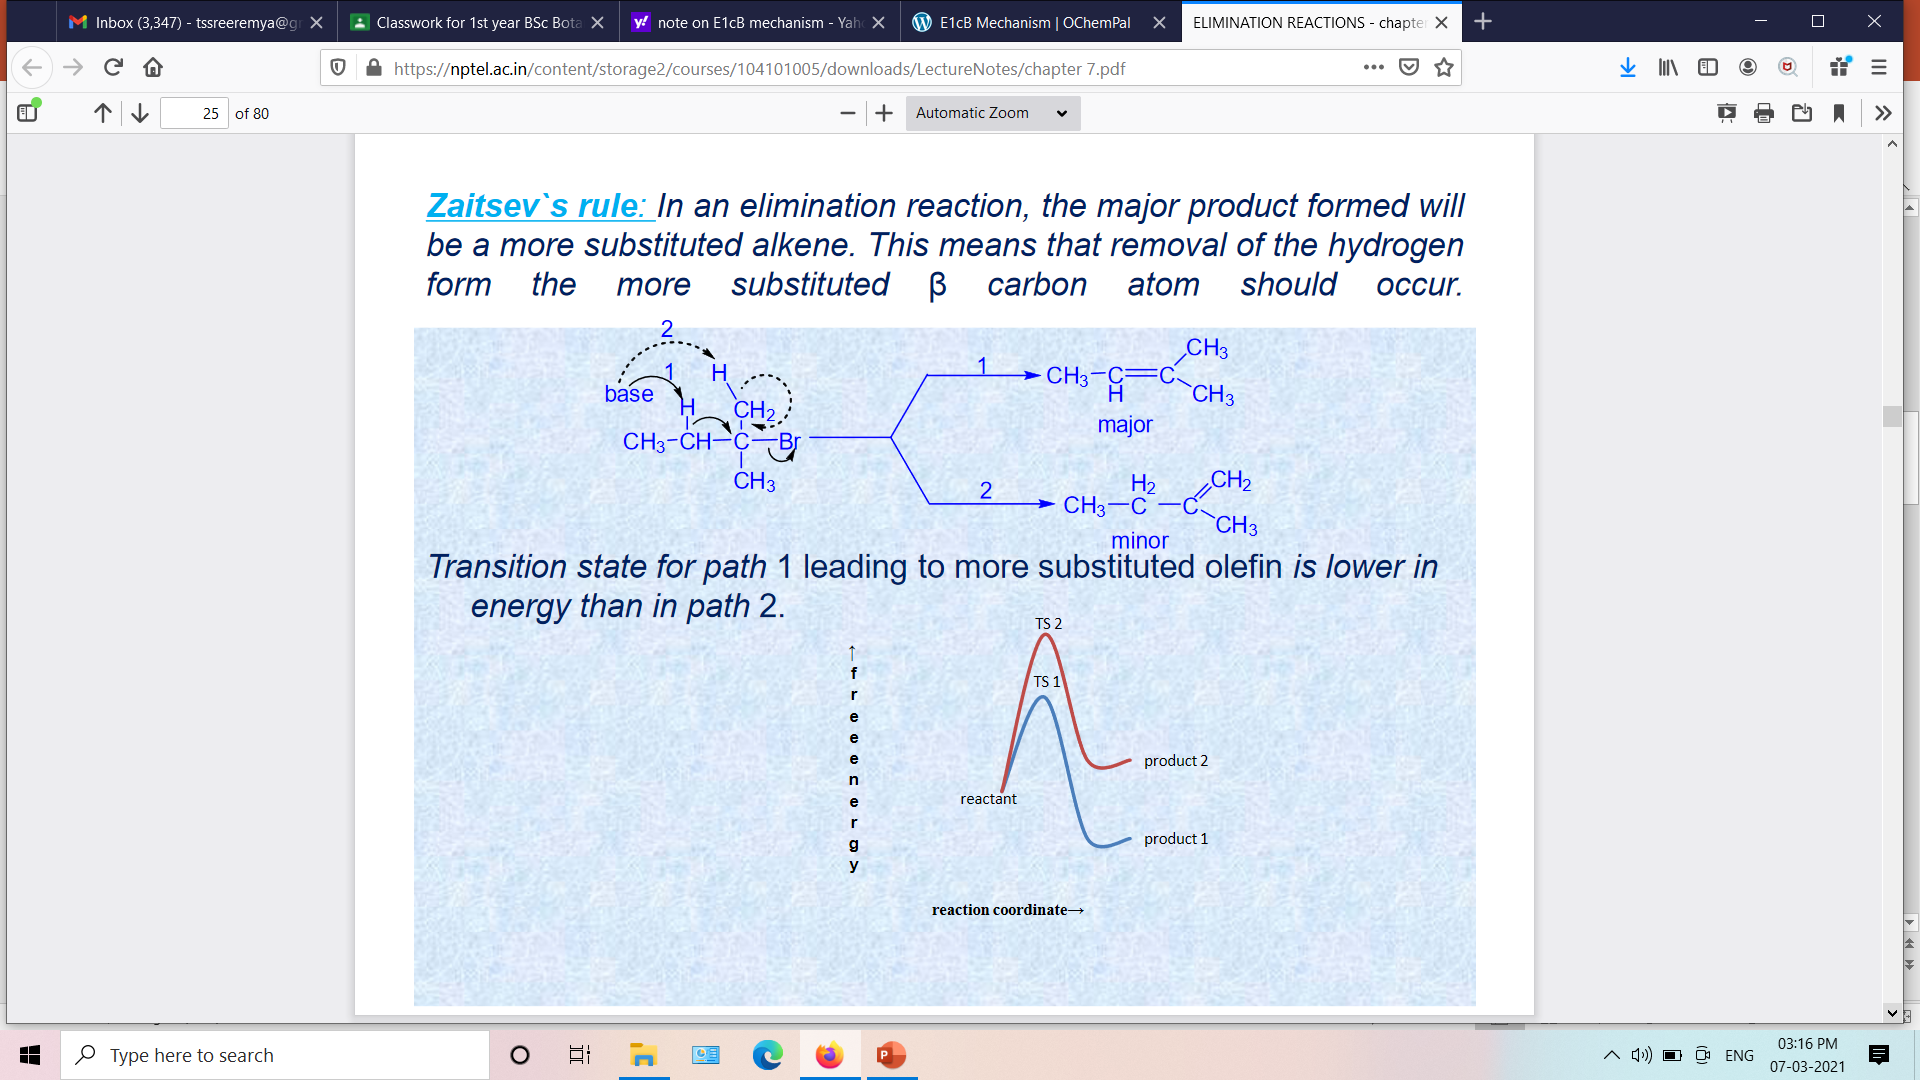 Inbox (3,347) - tssreeremya@g
Classwork for 1st year BSc Bota
note on E1cB mechanism - Yah
E1cB Mechanism | OChemPal
ELIMINATION REACTIONS - chapte
https://nptel.ac.in/content/storage2/courses/104101005/downloads/LectureNotes/chapter 7.pdf
25 of 80
Automatic Zoom
Zaitsev`s rule: In an elimination reaction, the major product formed will
be a more substituted alkene. This means that removal of the hydrogen
form the more substituted β carbon atom should occur.
2
1
base
H
H
CH2
CH3-CH-C-Br
CH3
1
CH3-C=C
H
CH3
CH3
major
2
H2
CH3-C-C
CH2
CH3
minor
Transition state for path 1 leading to more substituted olefin is lower in
energy than in path 2.
TS 2
TS 1
↑
f
r
e
e
e
n
e
r
g
y
product 2
reactant
product 1
reaction coordinate→
Type here to search
ENG
03:16 PM
07-03-2021